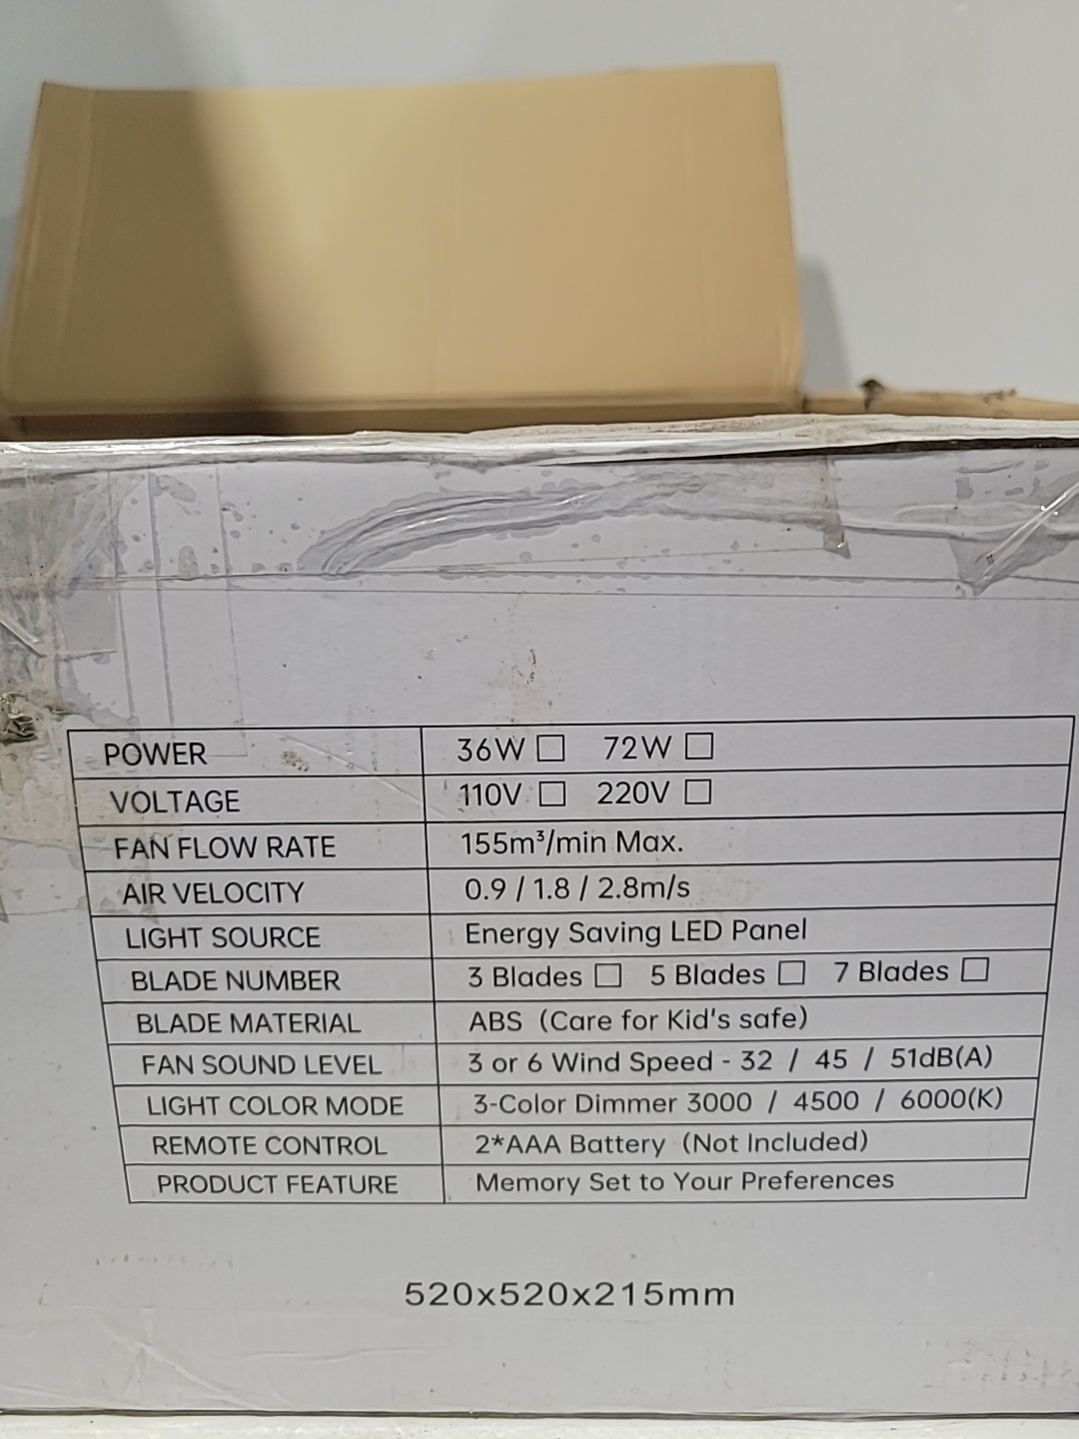 POWER 36W □ 72W □
VOLTAGE 110V □ 220V □
FAN FLOW RATE 155m³/min Max.
AIR VELOCITY 0.9 / 1.8 / 2.8m/s
LIGHT SOURCE Energy Saving LED Panel
BLADE NUMBER 3 Blades □ 5 Blades □ 7 Blades □
BLADE MATERIAL ABS (Care for Kid's safe)
FAN SOUND LEVEL 3 or 6 Wind Speed - 32 / 45 / 51dB(A)
LIGHT COLOR MODE 3-Color Dimmer 3000 / 4500 / 6000(K)
REMOTE CONTROL 2*AAA Battery (Not Included)
PRODUCT FEATURE Memory Set to Your Preferences
520x520x215mm